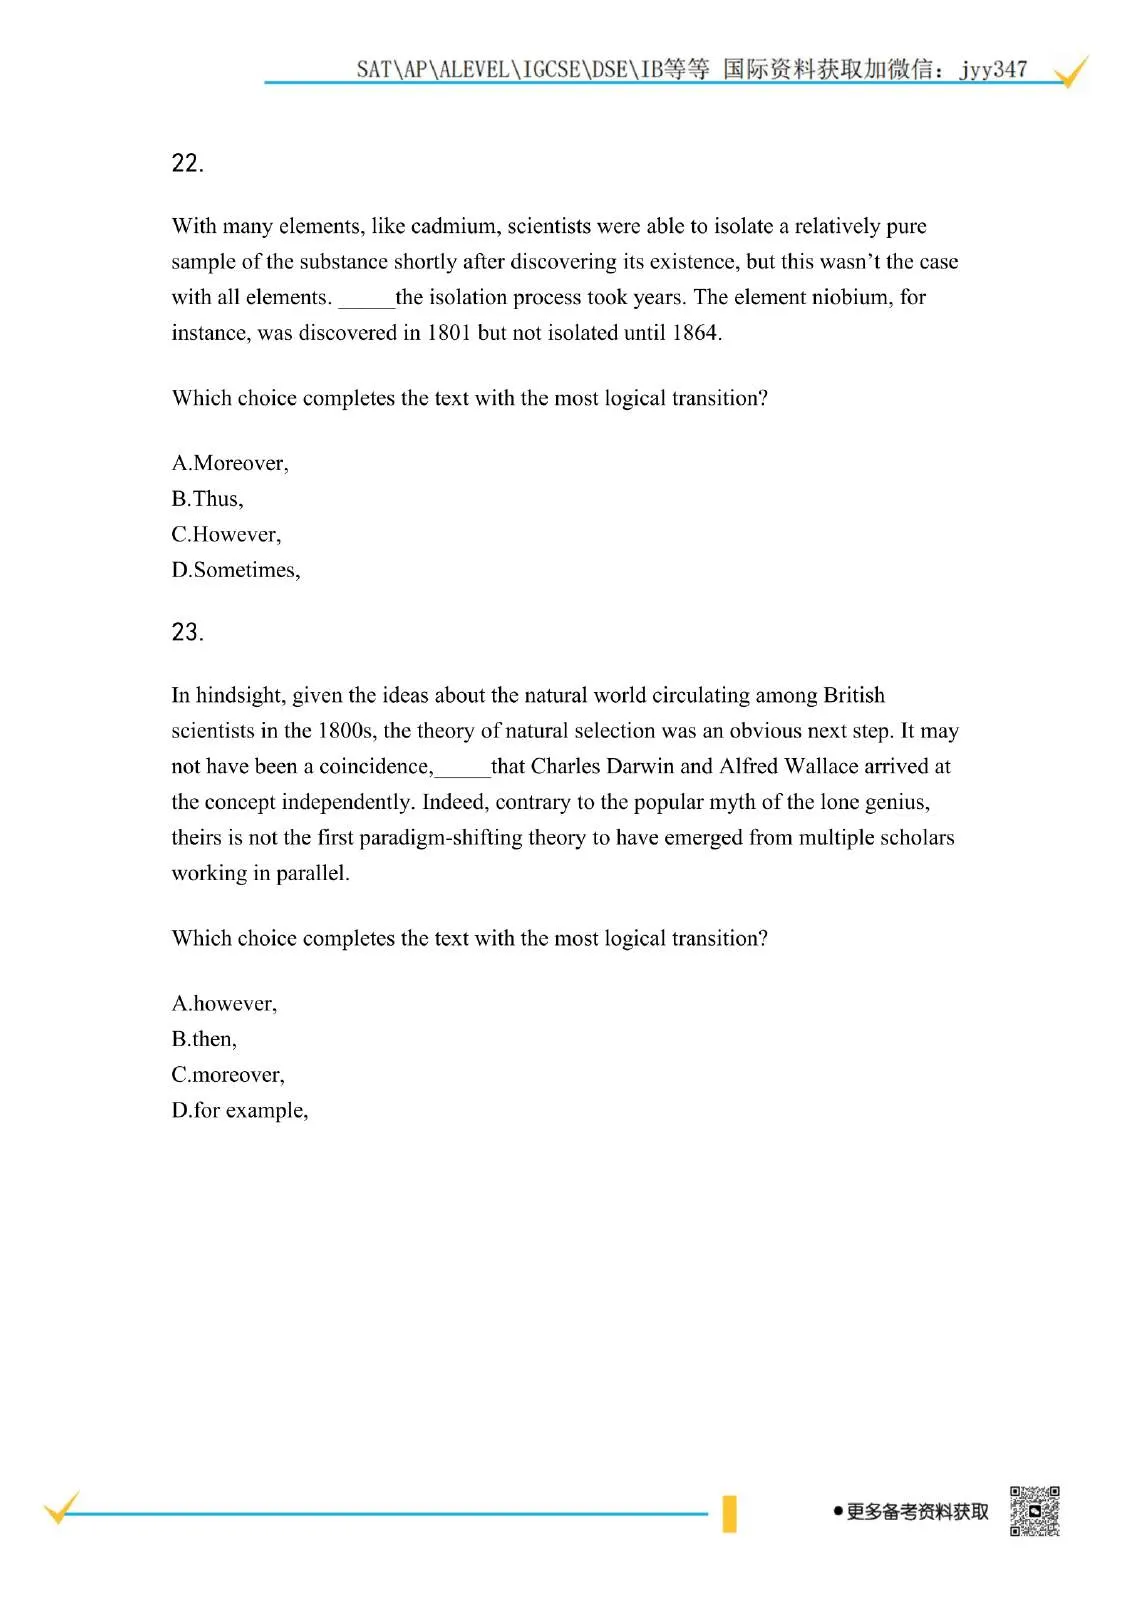 SAT\AP\ALEVEL\IGCSE\DSE\IB等等 国际资料获取加微信: jyy347
22.
With many elements, like cadmium, scientists were able to isolate a relatively pure
sample of the substance shortly after discovering its existence, but this wasn't the case
with all elements. _____the isolation process took years. The element niobium, for
instance, was discovered in 1801 but not isolated until 1864.
Which choice completes the text with the most logical transition?
A.Moreover,
B.Thus,
C.However,
D.Sometimes,
23.
In hindsight, given the ideas about the natural world circulating among British
scientists in the 1800s, the theory of natural selection was an obvious next step. It may
not have been a coincidence,_____that Charles Darwin and Alfred Wallace arrived at
the concept independently. Indeed, contrary to the popular myth of the lone genius,
theirs is not the first paradigm-shifting theory to have emerged from multiple scholars
working in parallel.
Which choice completes the text with the most logical transition?
A.however,
B.then,
C.moreover,
D.for example,
●更多备考资料获取